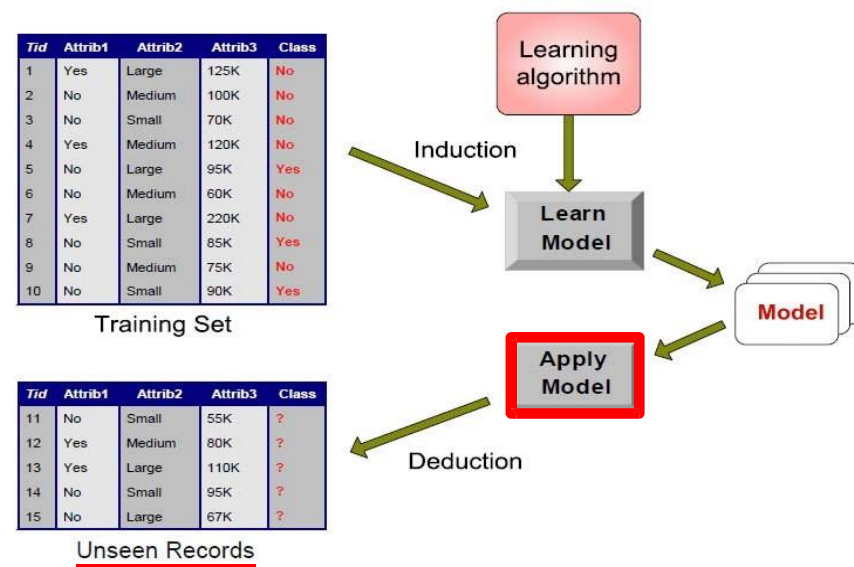 Tid Attrib1 Attrib2 Attrib3 Class
1 Yes Large 125K No
2 No Medium 100K No
3 No Small 70K No
4 Yes Medium 120K No
5 No Large 95K Yes
6 No Medium 60K No
7 Yes Large 220K No
8 No Small 85K Yes
9 No Medium 75K No
10 No Small 90K Yes
Training Set
Learning
algorithm
Induction
Learn
Model
Model
Apply
Model
Deduction
Tid Attrib1 Attrib2 Attrib3 Class
11 No Small 55K ?
12 Yes Medium 80K ?
13 Yes Large 110K ?
14 No Small 95K ?
15 No Large 67K ?
Unseen Records